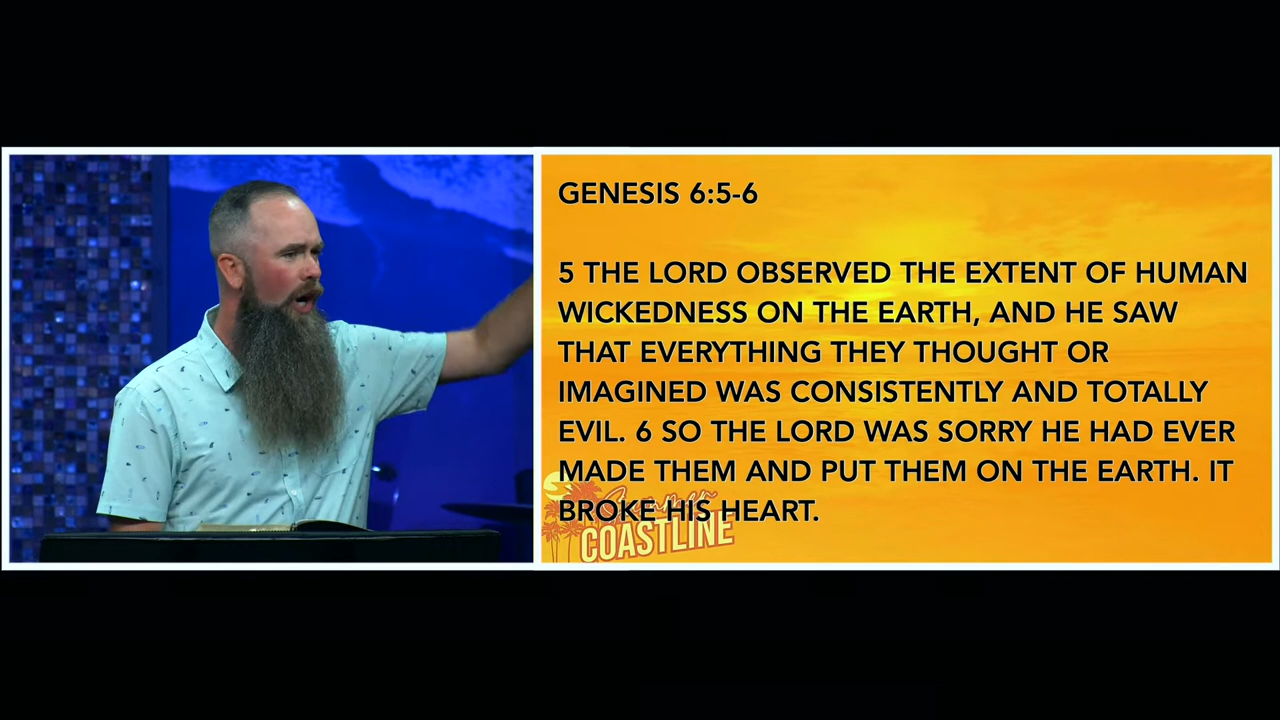 GENESIS 6:5-6
5 THE LORD OBSERVED THE EXTENT OF HUMAN
WICKEDNESS ON THE EARTH, AND HE SAW
THAT EVERYTHING THEY THOUGHT OR
IMAGINED WAS CONSISTENTLY AND TOTALLY
EVIL. 6 SO THE LORD WAS SORRY HE HAD EVER
MADE THEM AND PUT THEM ON THE EARTH. IT
BROKE HIS HEART.
Summer
COASTLINE